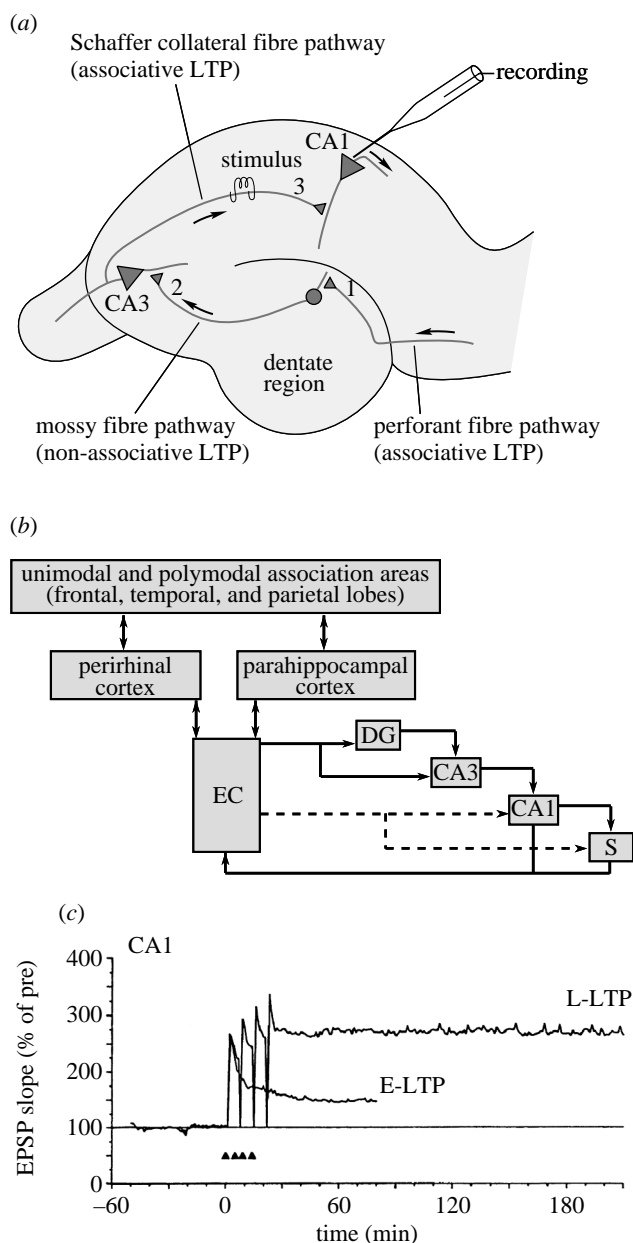 (a)
Schaffer collateral fibre pathway
(associative LTP)
recording
CA1
stimulus
3
CA3
2
1
dentate
region
mossy fibre pathway
(non-associative LTP)
perforant fibre pathway
(associative LTP)
(b)
unimodal and polymodal association areas
(frontal, temporal, and parietal lobes)
perirhinal
cortex
parahippocampal
cortex
DG
EC
CA3
CA1
S
(c)
CA1
EPSP slope (% of pre)
400
300
200
100
0
L-LTP
E-LTP
−60 0 60 120 180
time (min)